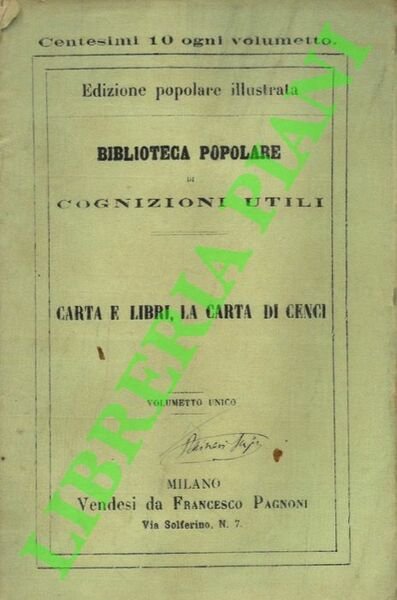 Centesimi 10 ogni volumetto.
Edizione popolare illustrata
BIBLIOTECA POPOLARE
DI
COGNIZIONI UTILI
CARTA E LIBRI, LA CARTA DI CENCI
VOLUMETTO UNICO
MILANO
Vendesi da FRANCESCO PAGNONI
Via Solferino, N. 7.
LIBRERIA PIANI